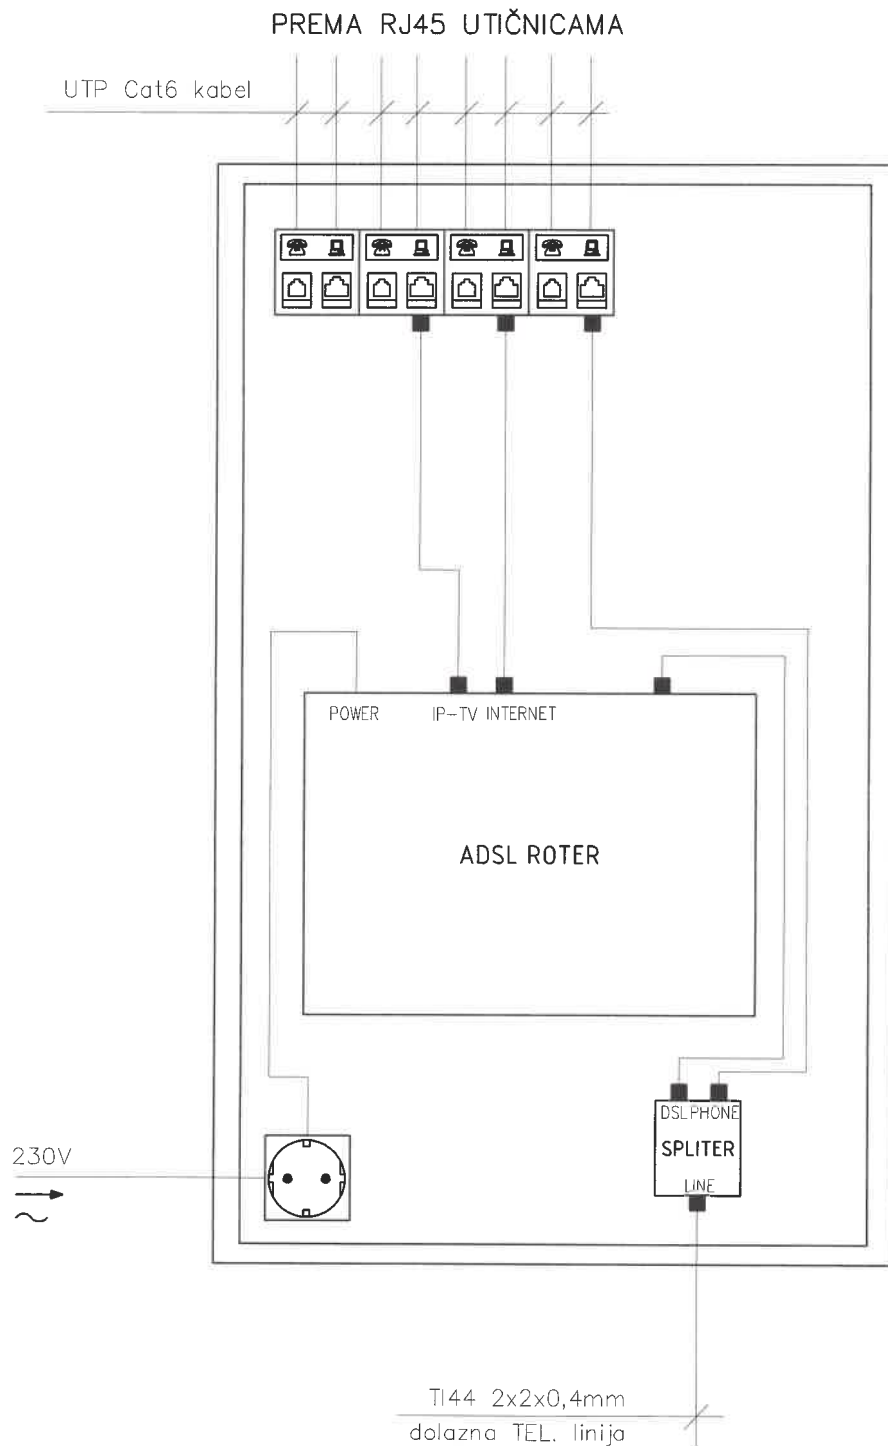 PREMA RJ45 UTIČNICAMA
UTP Cat6 kabel
POWER
IP-TV INTERNET
ADSL ROTER
DSL PHONE
SPLITER
LINE
230V
TI44 2x2x0,4mm
dolazna TEL. linija